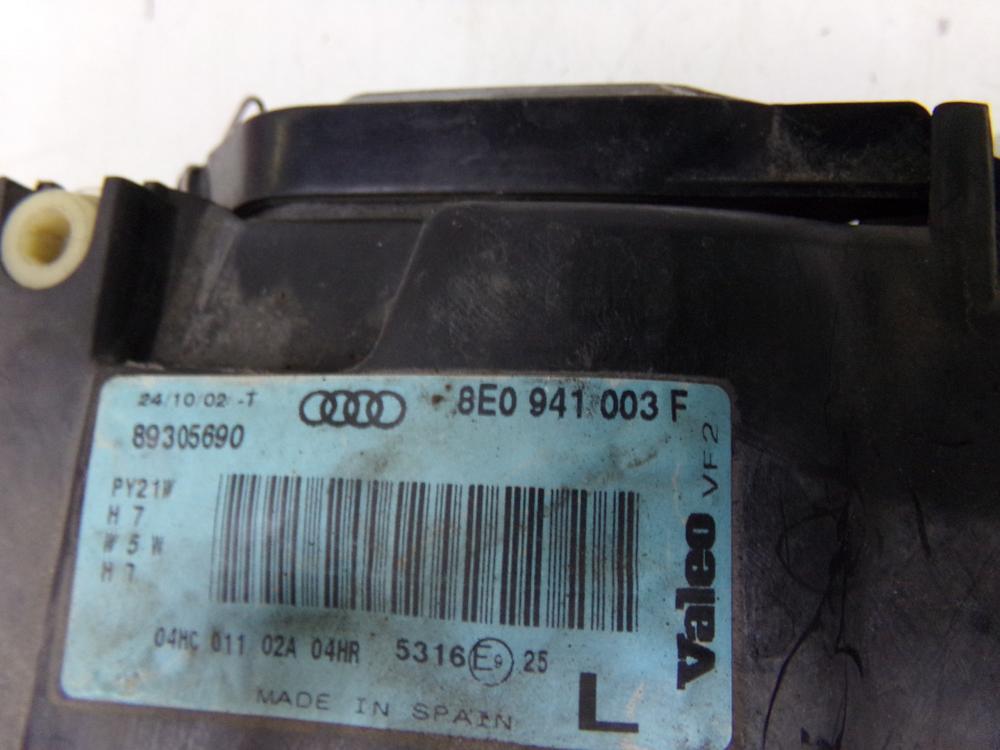 24/10/02 -T
8E0 941 003 F
89305690
PY21W
H 7
W 5 W
H 7
VF2
Valeo
04HC 011 02A 04HR 5316 E9 25
MADE IN SPAIN
L